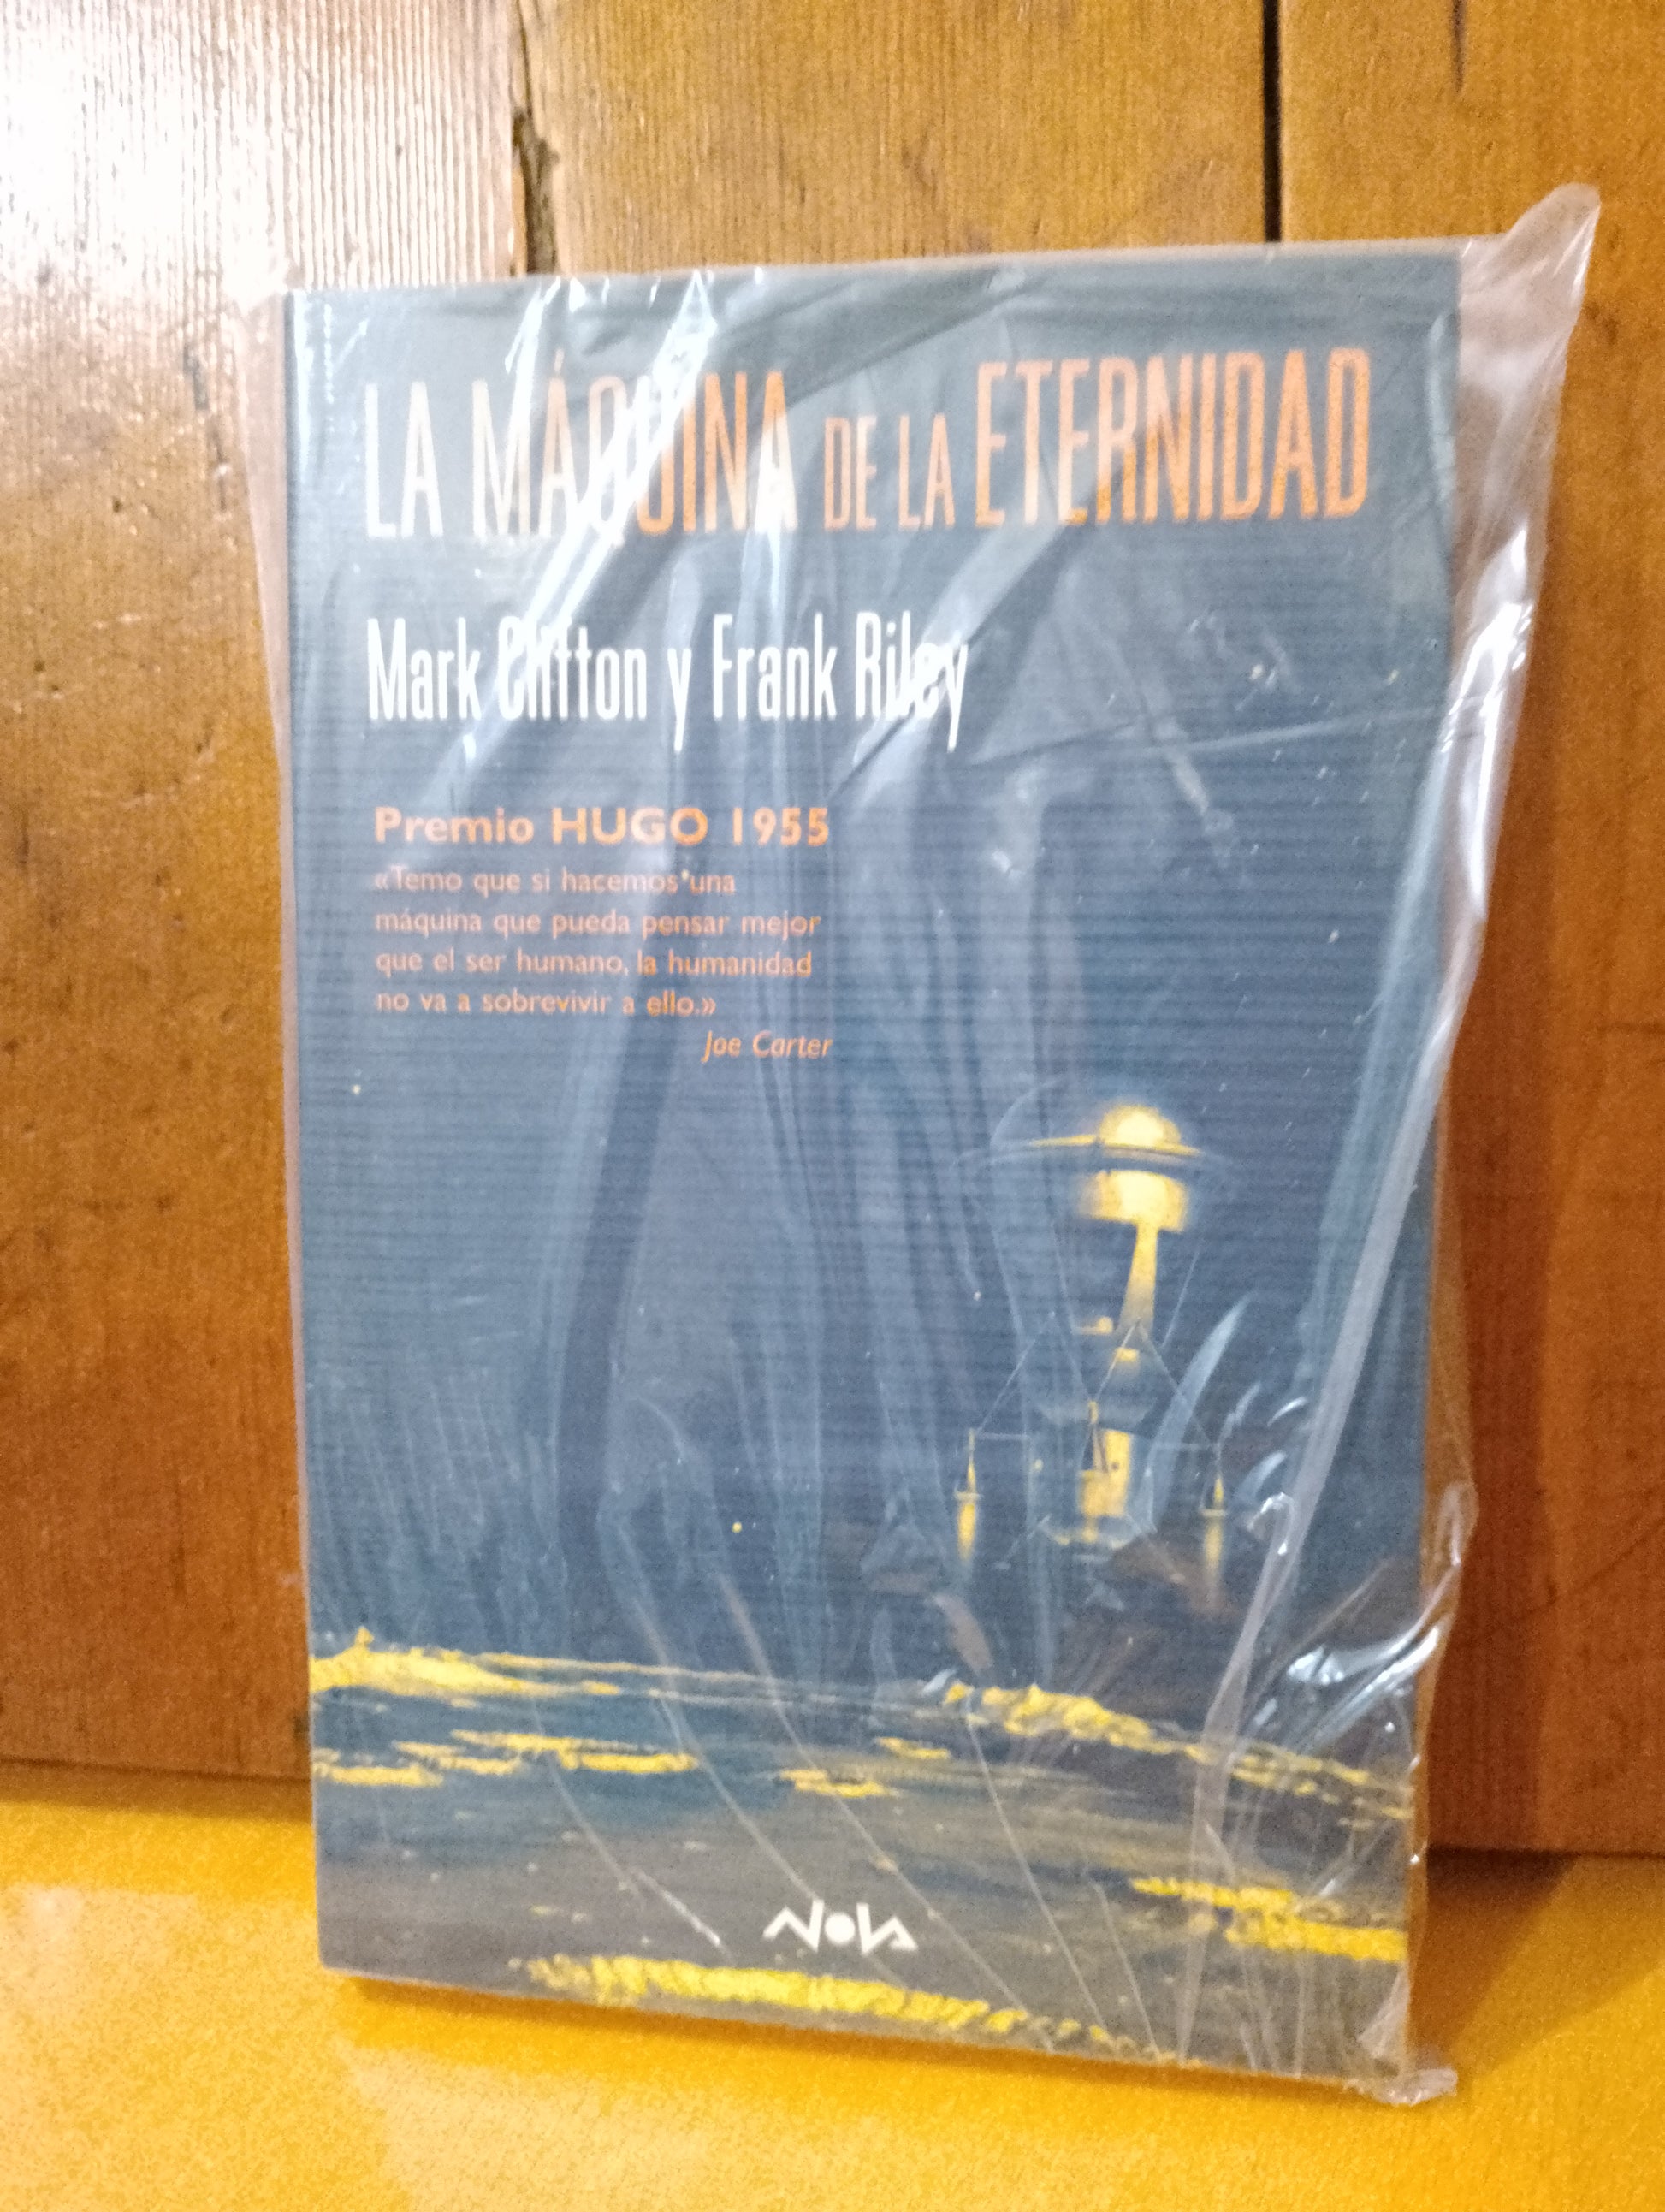 LA MÁQUINA DE LA ETERNIDAD
Mark Clifton y Frank Riley
Premio HUGO 1955
«Temo que si hacemos una
máquina que pueda pensar mejor
que el ser humano, la humanidad
no va a sobrevivir a ello.»
Joe Carter
NOVA